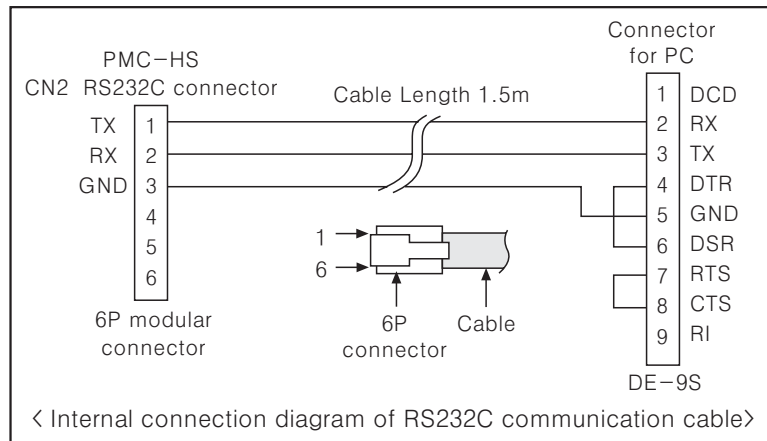 PMC-HS
CN2 RS232C connector
TX 1
RX 2
GND 3
4
5
6
6P modular
connector
Cable Length 1.5m
1
6
6P
connector
Cable
Connector
for PC
1 DCD
2 RX
3 TX
4 DTR
5 GND
6 DSR
7 RTS
8 CTS
9 RI
DE-9S
< Internal connection diagram of RS232C communication cable>